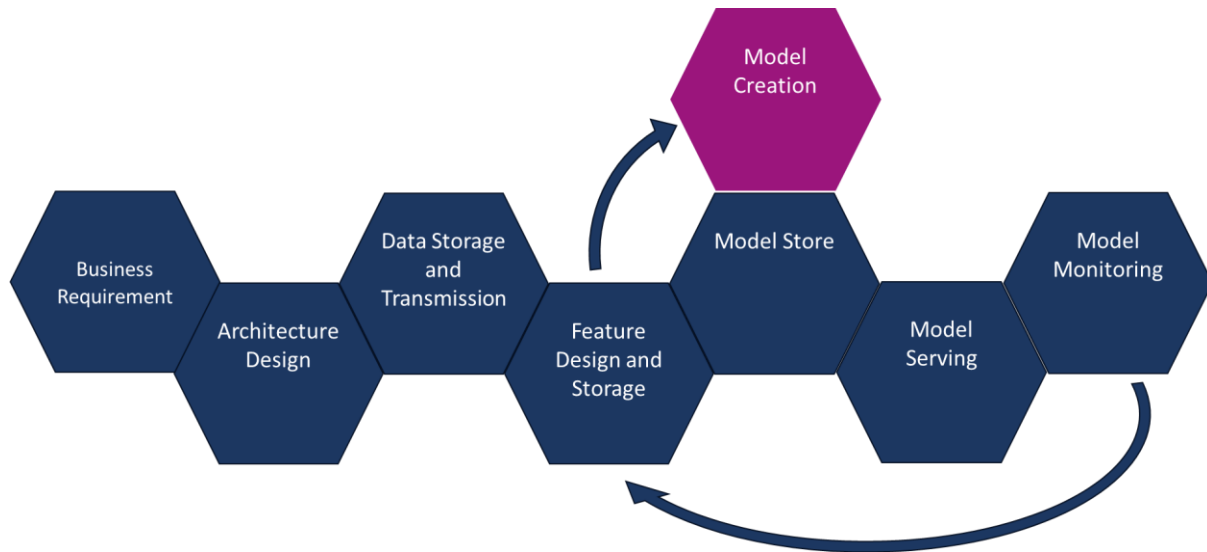 Model
Creation
Business
Requirement
Architecture
Design
Data Storage
and
Transmission
Feature
Design and
Storage
Model Store
Model
Serving
Model
Monitoring